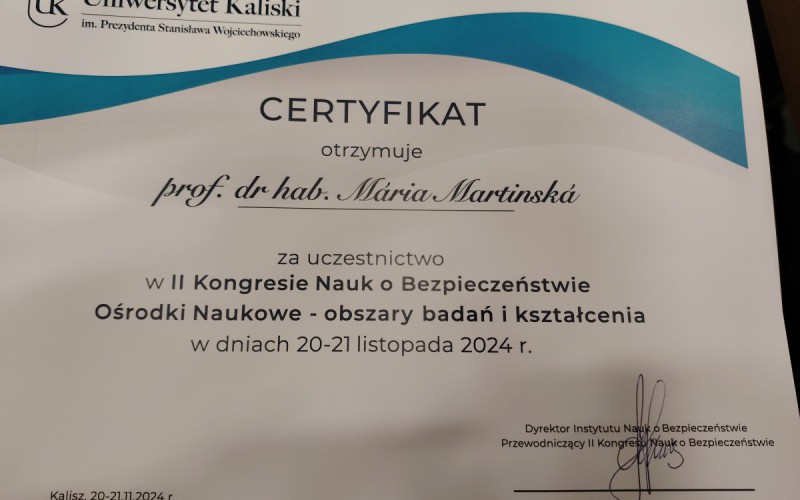 UK Uniwersytet Kaliski
im. Prezydenta Stanisława Wojciechowskiego
CERTYFIKAT
otrzymuje
prof. dr hab. Mária Martinská
za uczestnictwo
w II Kongresie Nauk o Bezpieczeństwie
Ośrodki Naukowe - obszary badań i kształcenia
w dniach 20-21 listopada 2024 r.
Dyrektor Instytutu Nauk o Bezpieczeństwie
Przewodniczący II Kongresu Nauk o Bezpieczeństwie
Kalisz, 20-21.11.2024 r